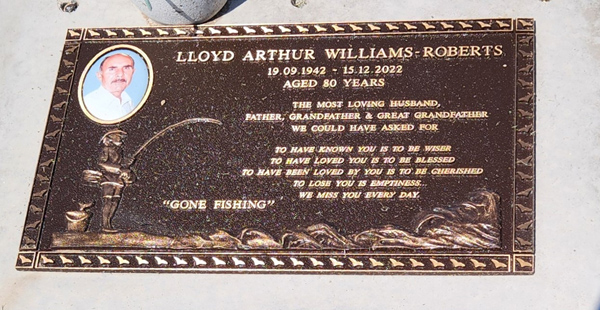 LLOYD ARTHUR WILLIAMS-ROBERTS
19.09.1942 - 15.12.2022
AGED 80 YEARS
THE MOST LOVING HUSBAND,
FATHER, GRANDFATHER & GREAT GRANDFATHER
WE COULD HAVE ASKED FOR
TO HAVE KNOWN YOU IS TO BE WISER
TO HAVE LOVED YOU IS TO BE BLESSED
TO HAVE BEEN LOVED BY YOU IS TO BE CHERISHED
TO LOSE YOU IS EMPTINESS...
WE MISS YOU EVERY DAY.
"GONE FISHING"